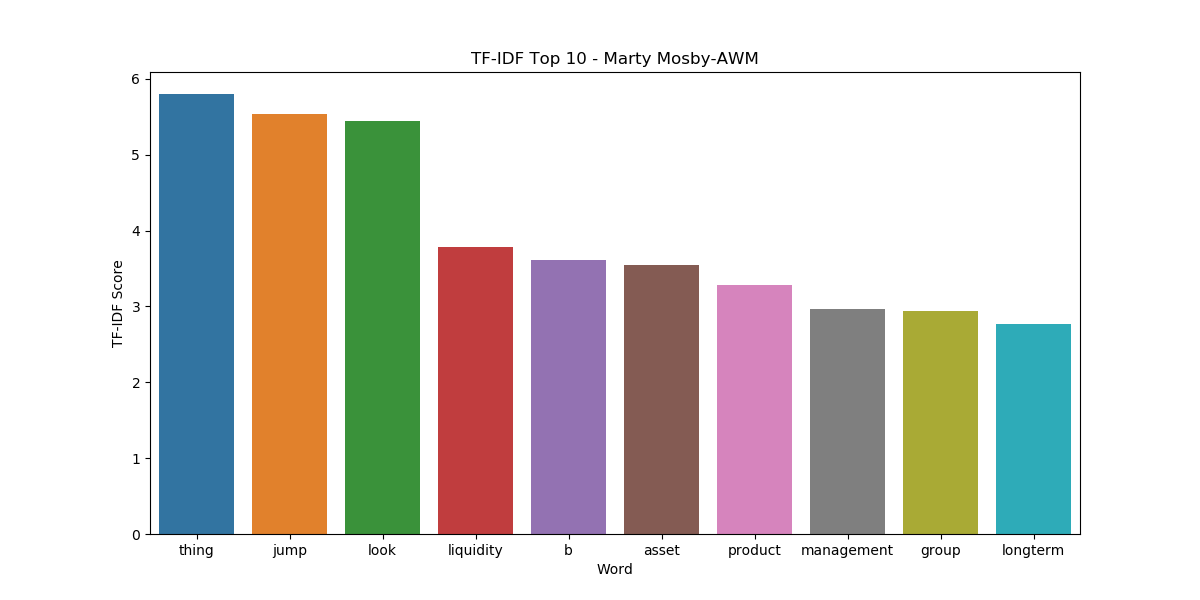 TF-IDF Top 10 - Marty Mosby-AWM
TF-IDF Score
6
5
4
3
2
1
0
thing jump look liquidity b asset product management group longterm
Word